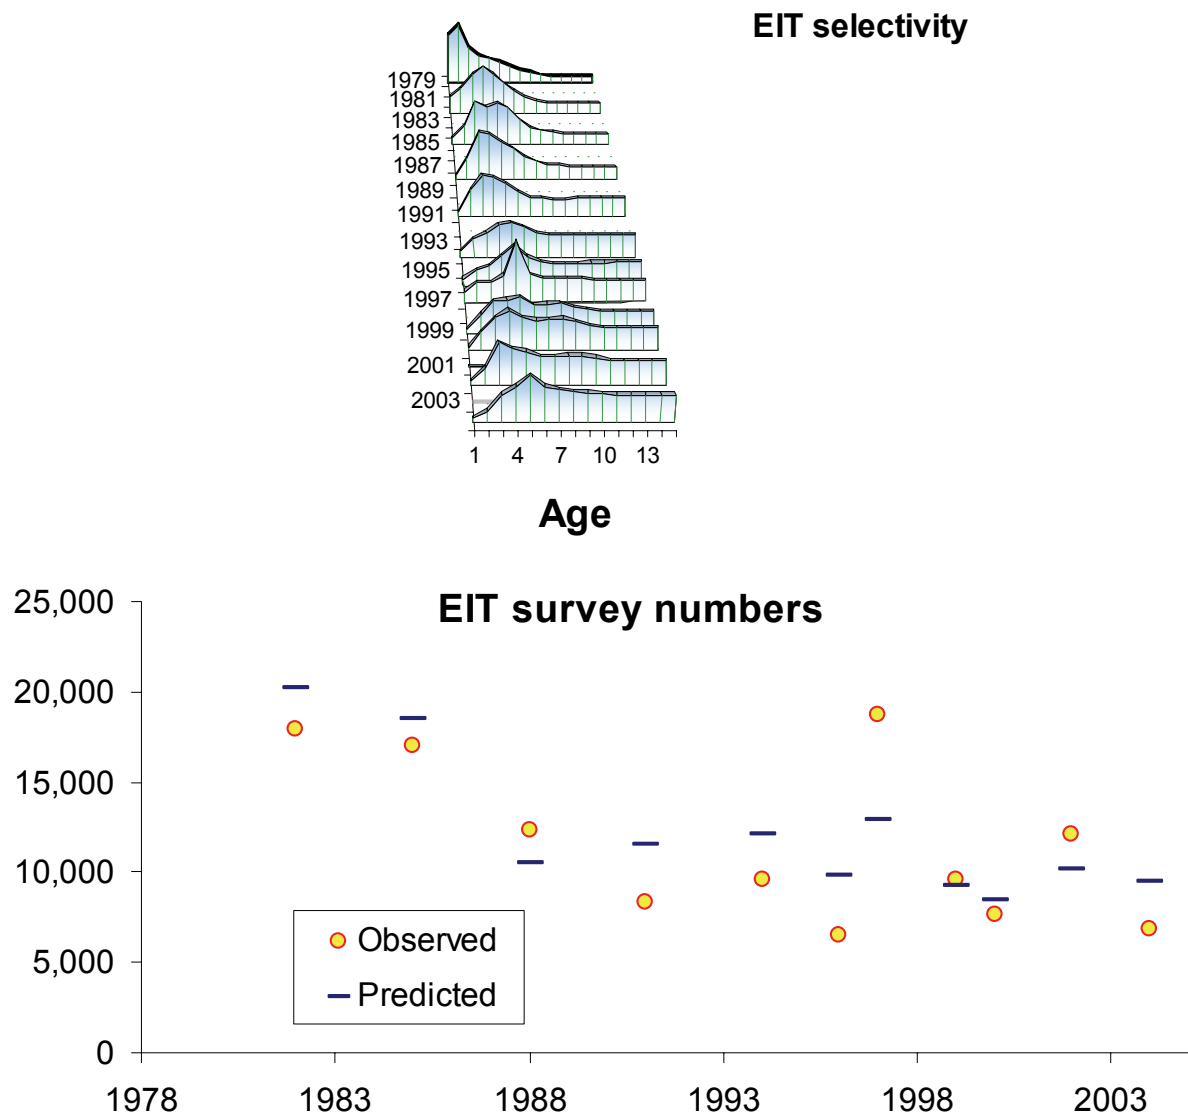 EIT selectivity
1979
1981
1983
1985
1987
1989
1991
1993
1995
1997
1999
2001
2003
1 4 7 10 13
Age
EIT survey numbers
25,000
20,000
15,000
10,000
5,000
0
Observed
Predicted
1978 1983 1988 1993 1998 2003